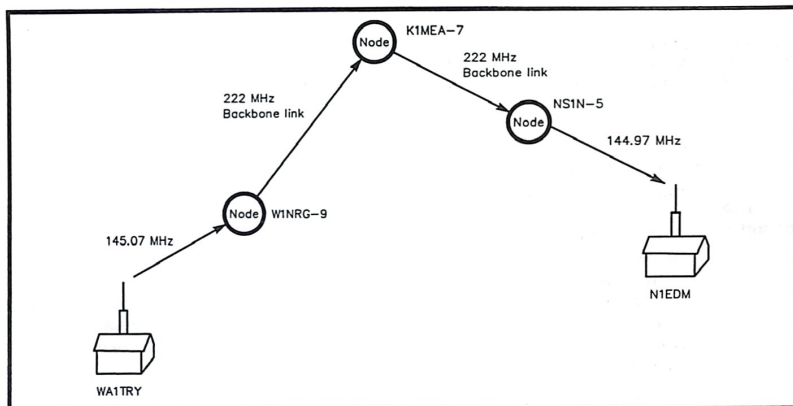 K1MEA-7
Node
222 MHz
Backbone link
222 MHz
Backbone link
NS1N-5
Node
144.97 MHz
Node
W1NRG-9
145.07 MHz
N1EDM
WA1TRY